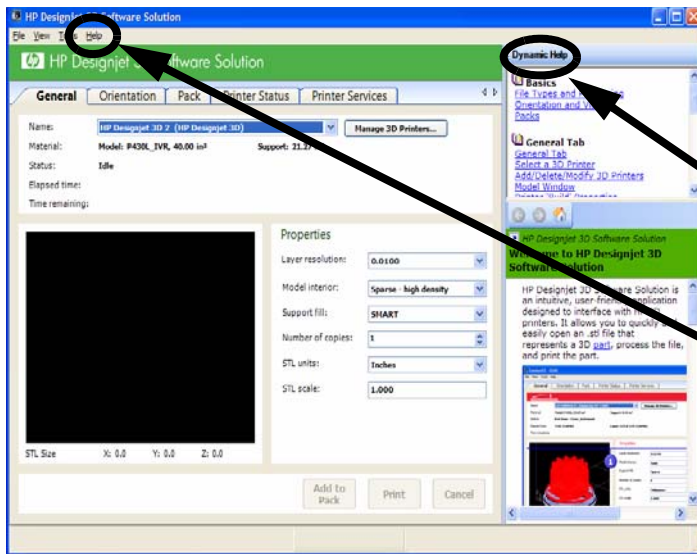 HP Designjet 3D Software Solution
File View Tools Help
HP Designjet 3D Software Solution
General Orientation Pack Printer Status Printer Services
Name: HP Designjet 3D 2 (HP Designjet 3D) Manage 3D Printers...
Material: Model: P430L_IVR, 40.00 in³ Support: 21.27
Status: Idle
Elapsed time:
Time remaining:
Properties
Layer resolution: 0.0100
Model interior: Sparse - high density
Support fill: SMART
Number of copies: 1
STL units: Inches
STL scale: 1.000
STL Size X: 0.0 Y: 0.0 Z: 0.0
Add to Pack Print Cancel
Dynamic Help
Basics
File Types and
Orientation and
Packs
General Tab
General Tab
Select a 3D Printer
Add/Delete/Modify 3D Printers
Model Window
HP Designjet 3D Software Solution
Welcome to HP Designjet 3D
Software Solution
HP Designjet 3D Software Solution is
an intuitive, user-friendly application
designed to interface with
printers. It allows you to quickly and
easily open an .stl file that
represents a 3D part, process the file,
and print the part.